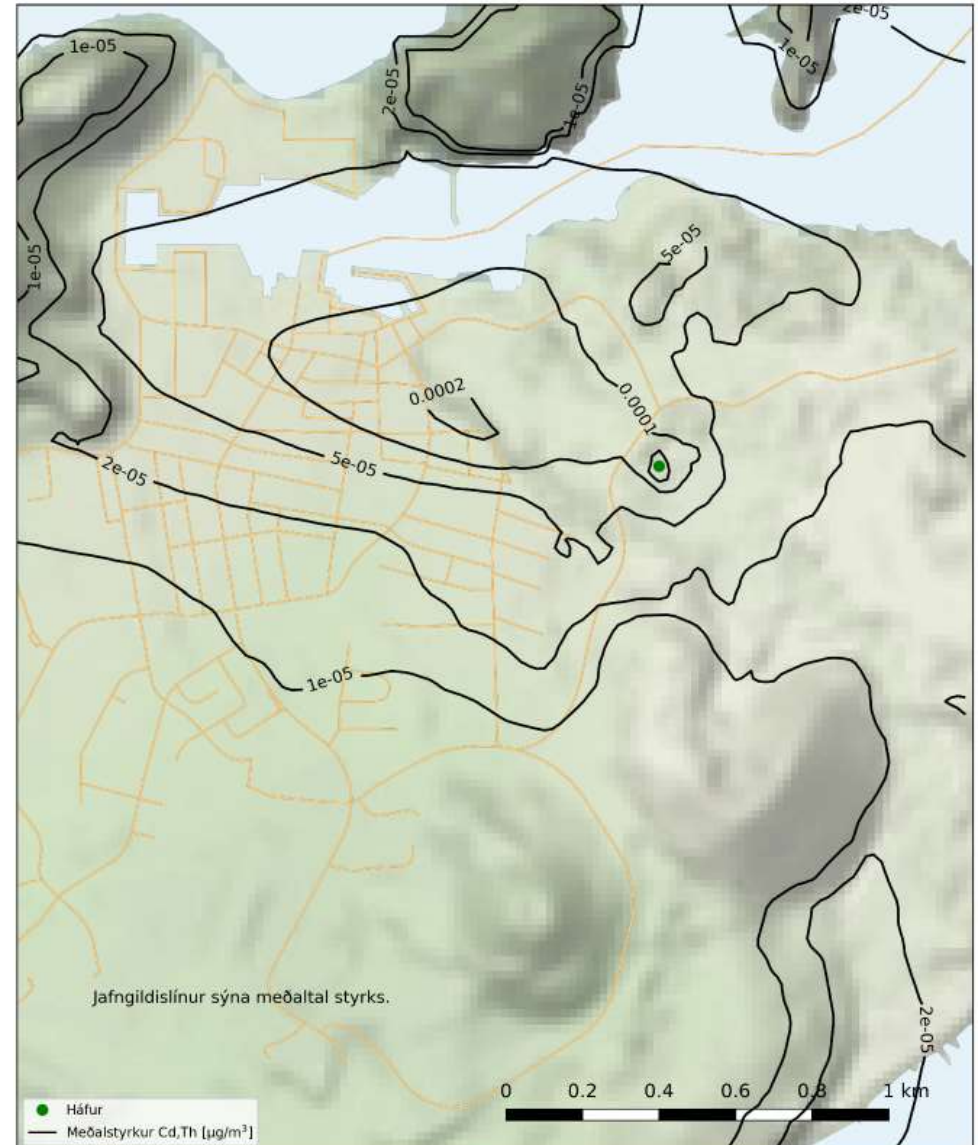 2e-05
1e-05
1e-05
2e-05
1e-05
5e-05
1e-05
0.0002
0.0001
5e-05
2e-05
1e-05
Jafngildislínur sýna meðaltal styrks.
2e-05
0 0.2 0.4 0.6 0.8 1 km
Háfur
Meðalstyrkur Cd,Th [µg/m³]